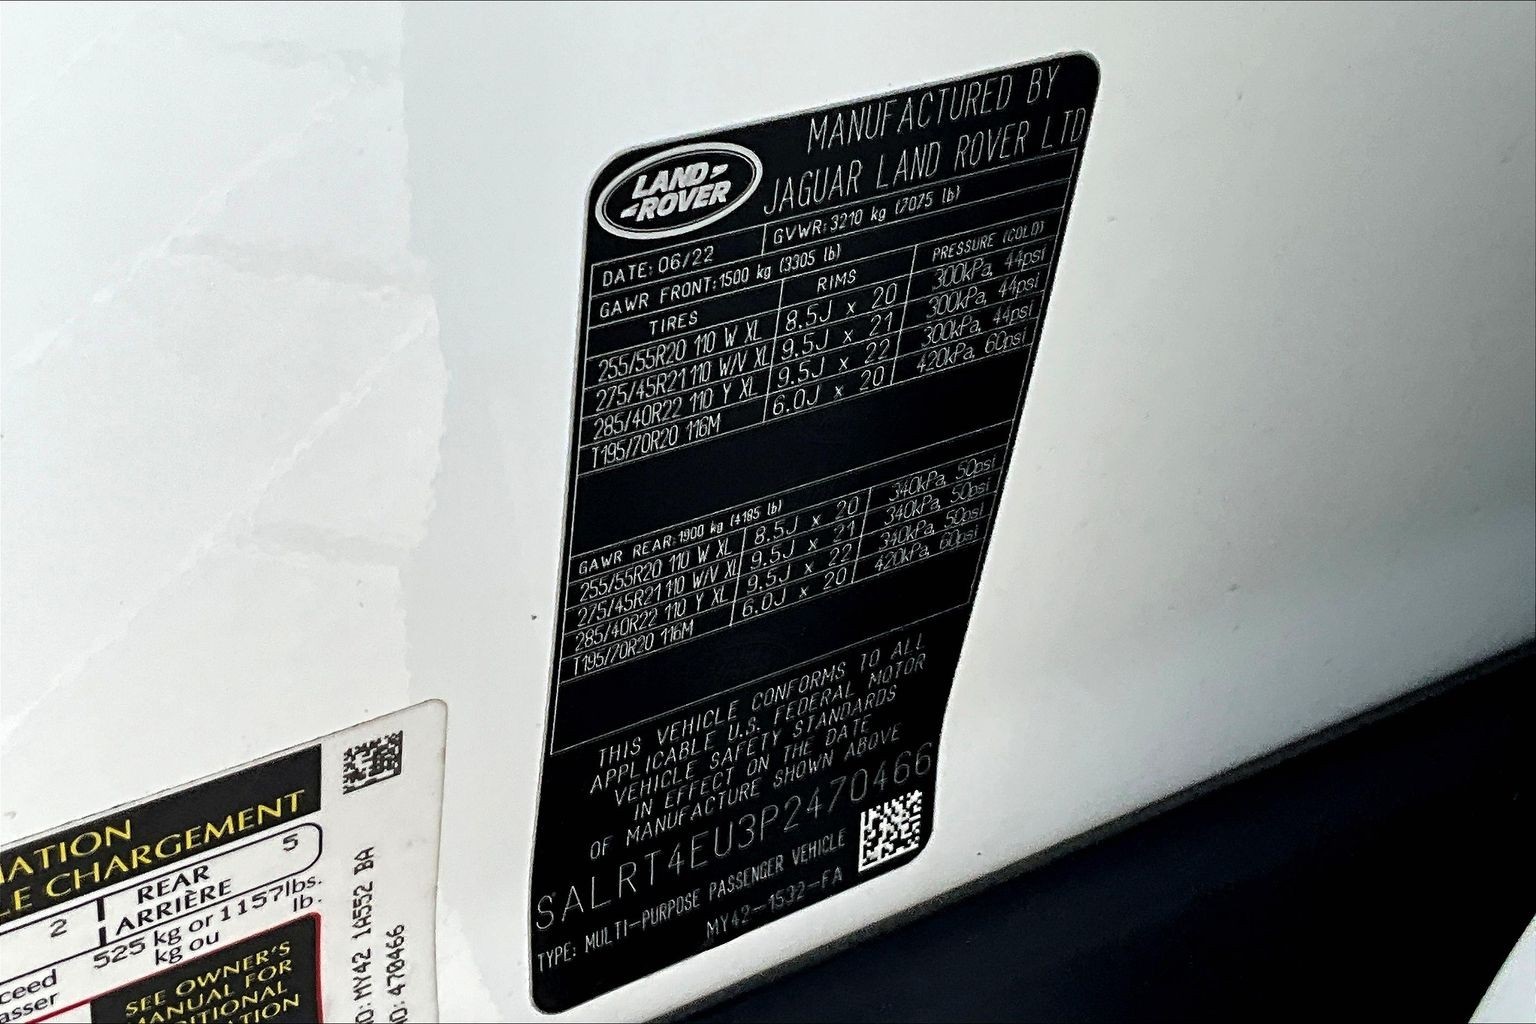 LAND
ROVER
MANUFACTURED BY
JAGUAR LAND ROVER LTD
DATE: 06/22 GVWR: 3210 kg (7075 lb)
GAWR FRONT: 1500 kg (3305 lb)
TIRES RIMS PRESSURE (COLD)
255/55R20 110 W XL 8.5J x 20 300kPa, 44psi
275/45R21 110 W/V XL 9.5J x 21 300kPa, 44psi
285/40R22 110 Y XL 9.5J x 22 300kPa, 44psi
T195/70R20 116M 6.0J x 20 420kPa, 60psi
GAWR REAR: 1900 kg (4185 lb)
255/55R20 110 W XL 8.5J x 20 340kPa, 50psi
275/45R21 110 W/V XL 9.5J x 21 340kPa, 50psi
285/40R22 110 Y XL 9.5J x 22 340kPa, 50psi
T195/70R20 116M 6.0J x 20 420kPa, 60psi
THIS VEHICLE CONFORMS TO ALL
APPLICABLE U.S. FEDERAL MOTOR
VEHICLE SAFETY STANDARDS
IN EFFECT ON THE DATE
OF MANUFACTURE SHOWN ABOVE
SALRT4EU3P2470466
TYPE: MULTI-PURPOSE PASSENGER VEHICLE
MY42-1532-FA
MATION
LE CHARGEMENT
2 REAR 5
ARRIÈRE
525 kg or 1157lbs.
kg ou lb.
SEE OWNER'S
MANUAL FOR
DITIONAL
ATION
ceed
asser
O:MY42 1A552 BA
O: 470466